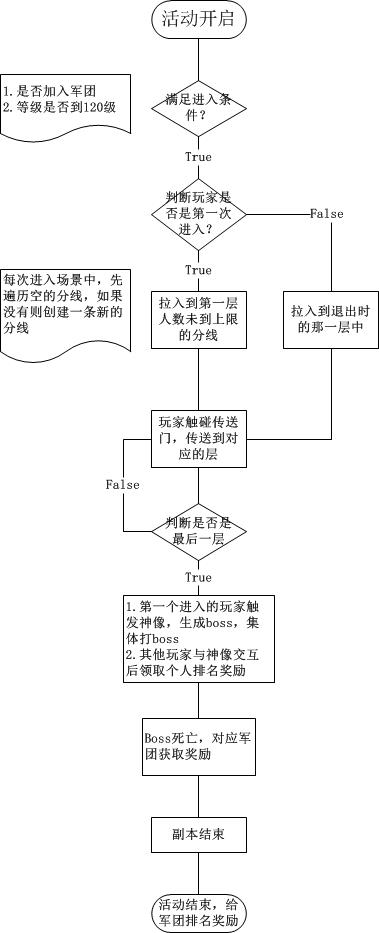 活动开启
1.是否加入军团
2.等级是否到120级
满足进入条
件？
True
判断玩家是
否是第一次
进入？
False
True
每次进入场景中，先
遍历空的分线，如果
没有则创建一条新的
分线
拉入到第一层
人数未到上限
的分线
拉入到退出时
的那一层中
玩家触碰传送
门，传送到对
应的层
False
判断是否是
最后一层
True
1.第一个进入的玩家触
发神像，生成boss，集
体打boss
2.其他玩家与神像交互
后领取个人排名奖励
Boss死亡，对应军
团获取奖励
副本结束
活动结束，给
军团排名奖励